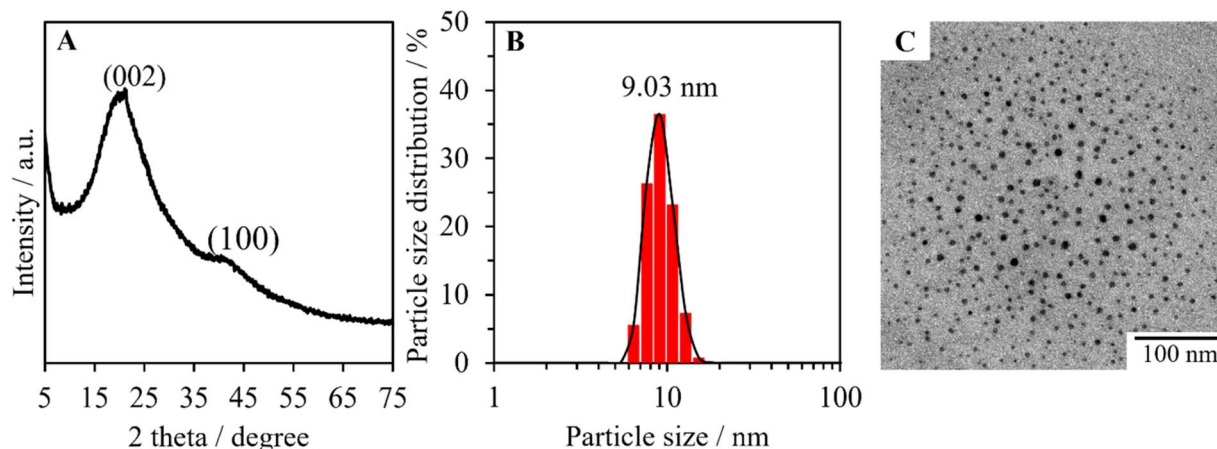 A
(002)
(100)
Intensity / a.u.
5 15 25 35 45 55 65 75
2 theta / degree
B
9.03 nm
Particle size distribution / %
50
40
30
20
10
0
1 10 100
Particle size / nm
C
100 nm